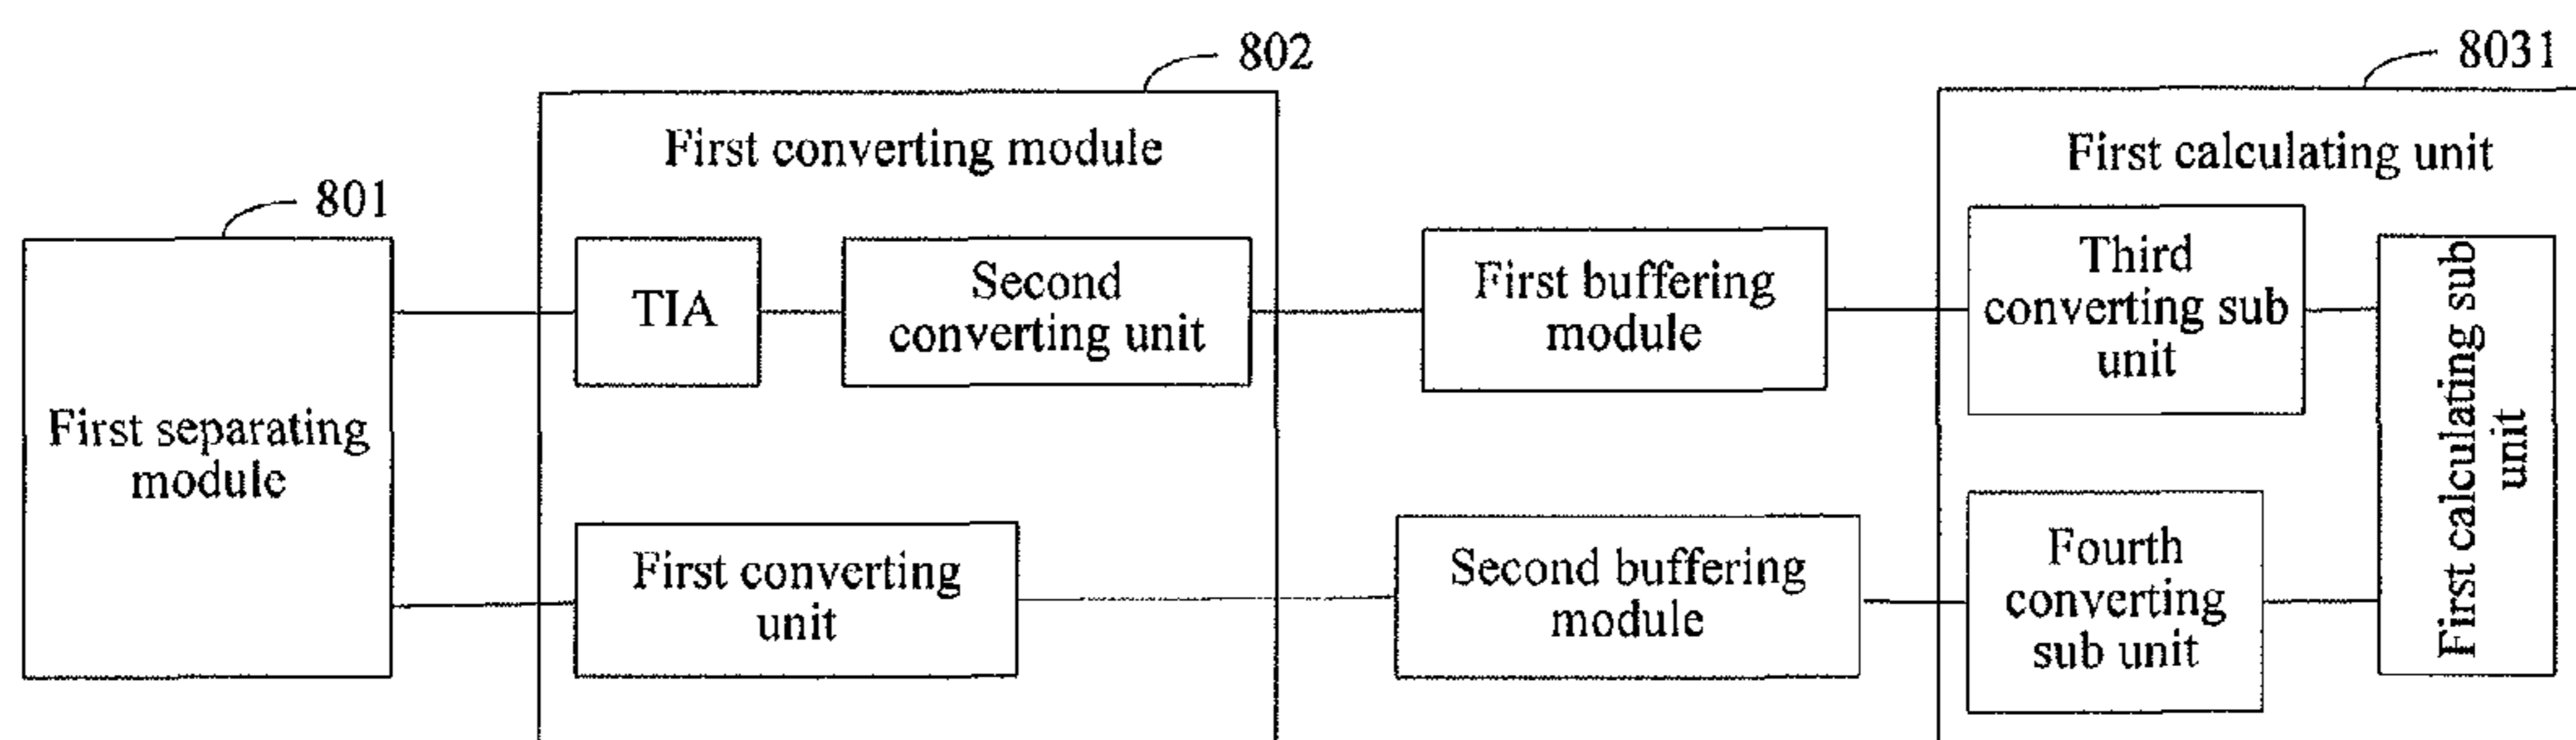 802
8031
First converting module
First calculating unit
801
First separating
module
TIA
Second
converting unit
First buffering
module
Third
converting sub
unit
First calculating sub
unit
First converting
unit
Second buffering
module
Fourth
converting
sub unit